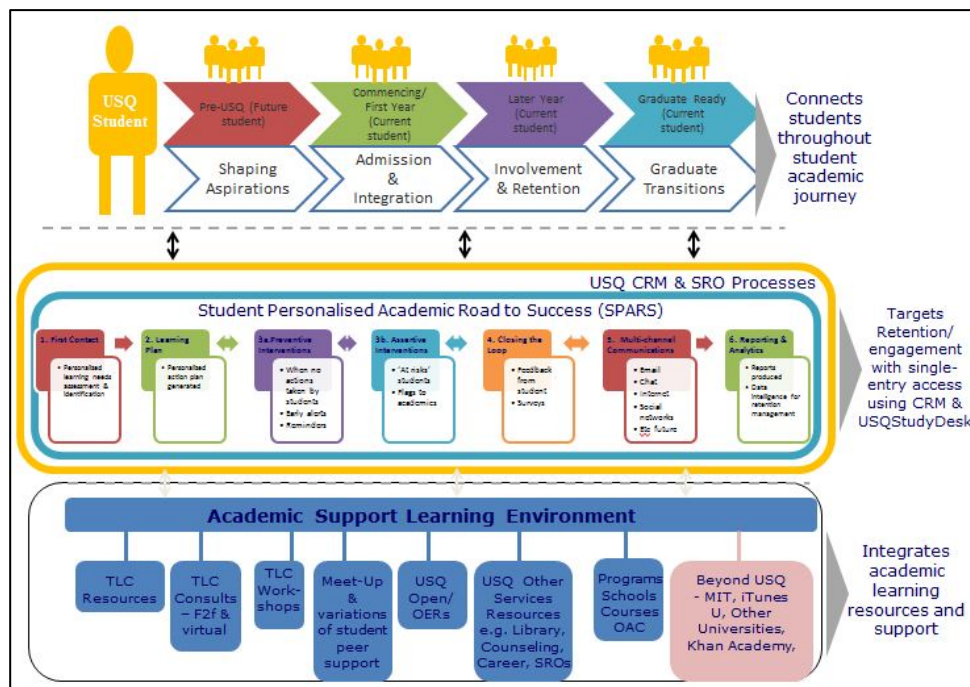 USQ
Student
Pre-USQ (Future
student)
Commencing/
First Year
(Current
student)
Later Year
(Current
student)
Graduate Ready
(Current
student)
Shaping
Aspirations
Admission
&
Integration
Involvement
& Retention
Graduate
Transitions
Connects
students
throughout
student
academic
journey
USQ CRM & SRO Processes
Student Personalised Academic Road to Success (SPARS)
1. First Contact
• Personalised
learning needs
assessment &
identification
2. Learning
Plan
• Personalised
action plan
generated
3a.Preventive
Interventions
• When no
actions
taken by
students
• Early alerts
• Reminders
3b. Assertive
Interventions
• 'At risks'
students
• Flags to
academics
4. Closing the
Loop
• Feedback
from
student
• Surveys
5. Multi-channel
Communications
• Email
• Chat
• Internet
• Social
networks
• Etc future
6. Reporting &
Analytics
• Reports
produced
• Data
intelligence for
retention
management
Targets
Retention/
engagement
with single-
entry access
using CRM &
USQStudyDesk
Academic Support Learning Environment
TLC
Resources
TLC
Consults
– F2f &
virtual
TLC
Work-
shops
Meet-Up
&
variations
of student
peer
support
USQ
Open/
OERs
USQ Other
Services
Resources
e.g. Library,
Counseling,
Career, SROs
Programs
Schools
Courses
OAC
Beyond USQ
- MIT, iTunes
U, Other
Universities,
Khan Academy,
Integrates
academic
learning
resources and
support